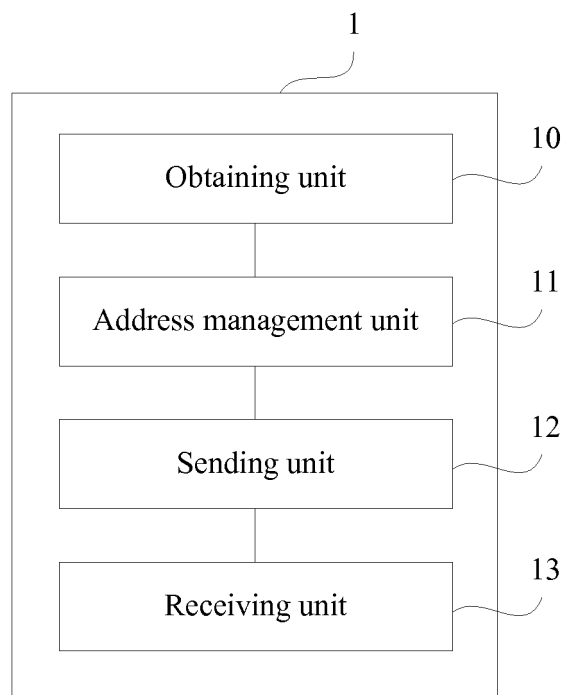 1
Obtaining unit
10
Address management unit
11
Sending unit
12
Receiving unit
13